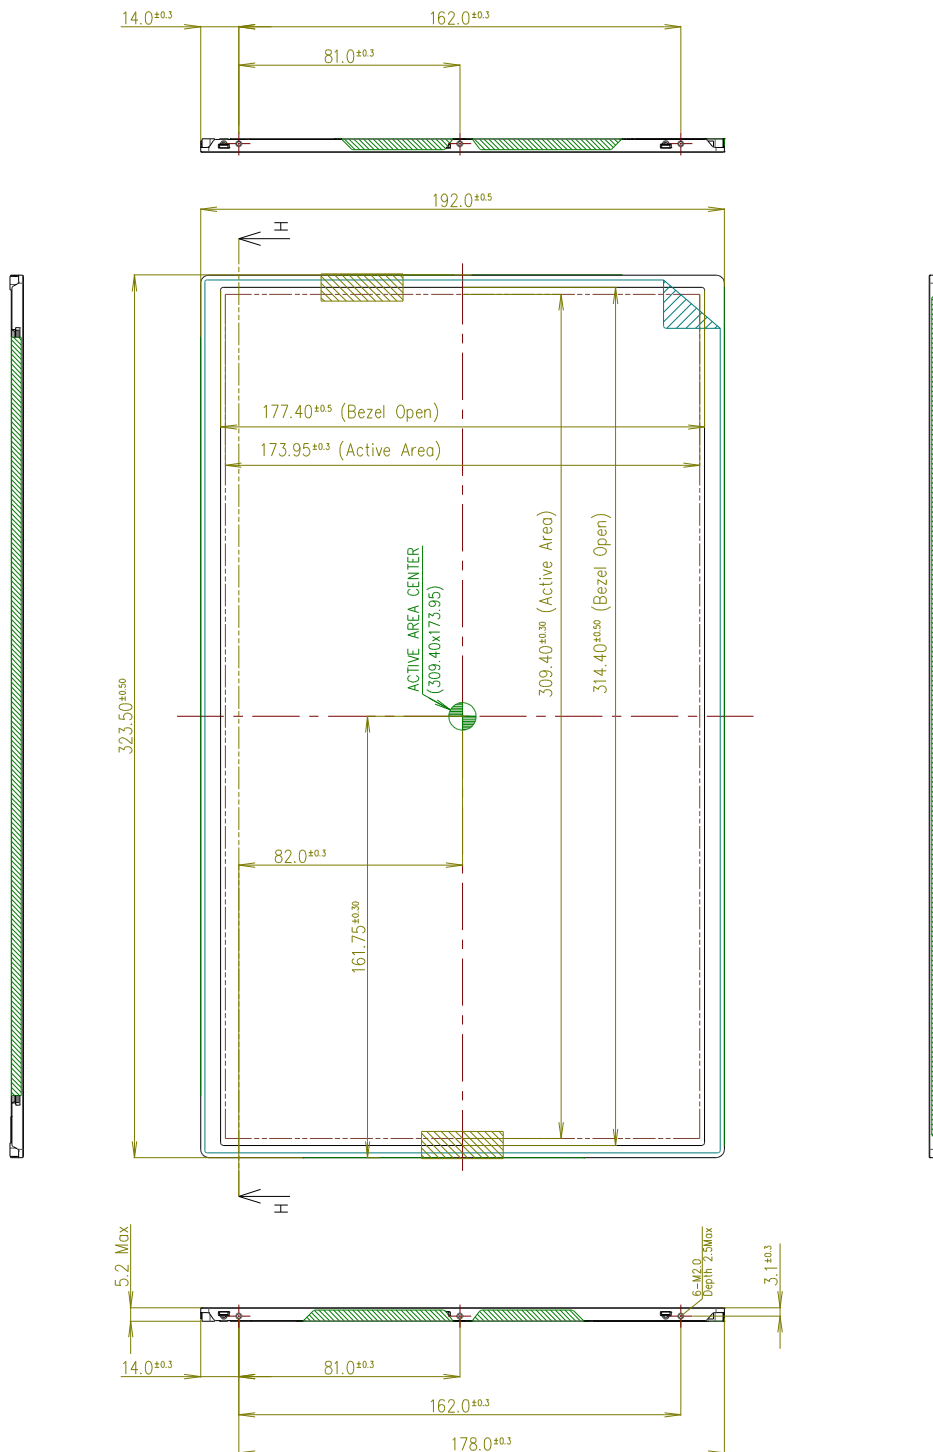 14.0±0.3
162.0±0.3
81.0±0.3
192.0±0.5
H
177.40±0.5 (Bezel Open)
173.95±0.3 (Active Area)
309.40±0.30 (Active Area)
314.40±0.50 (Bezel Open)
ACTIVE AREA CENTER
(309.40x173.95)
323.50±0.50
82.0±0.3
161.75±0.30
H
5.2 Max
6-M2.0
Depth 2.5Max
3.1±0.3
14.0±0.3
81.0±0.3
162.0±0.3
178.0±0.3